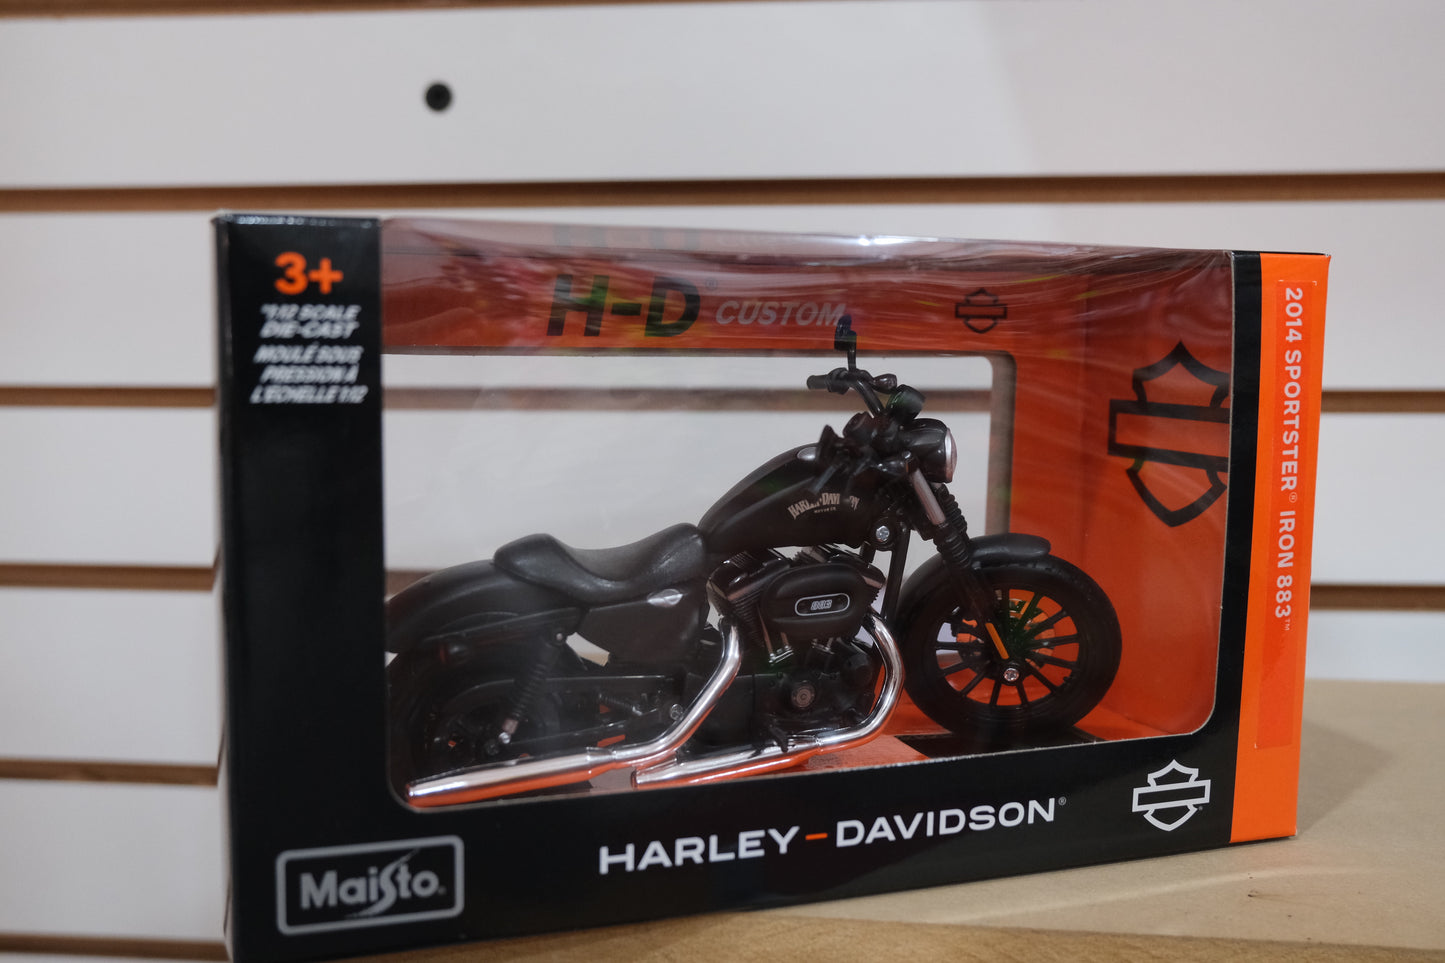 3+
*1:12 SCALE
DIE-CAST
MOULÉ SOUS
PRESSION À
L'ÉCHELLE 1:12
H-D®
CUSTOM
HARLEY-DAVIDSON
883
2014 SPORTSTER® IRON 883™
HARLEY-DAVIDSON®
Maisto®